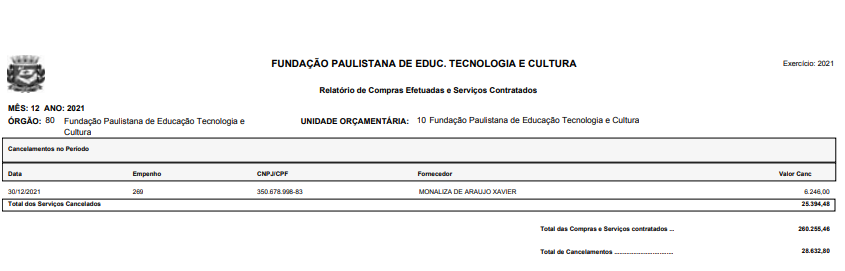 FUNDAÇÃO PAULISTANA DE EDUC. TECNOLOGIA E CULTURA
Exercício: 2021
Relatório de Compras Efetuadas e Serviços Contratados
MÊS: 12 ANO: 2021
ÓRGÃO: 80 Fundação Paulistana de Educação Tecnologia e Cultura
UNIDADE ORÇAMENTÁRIA: 10 Fundação Paulistana de Educação Tecnologia e Cultura
Cancelamentos no Período
Data Empenho CNPJ/CPF Fornecedor Valor Canc
30/12/2021 269 350.678.998-83 MONALIZA DE ARAUJO XAVIER 6.246,00
Total dos Serviços Cancelados 25.394,48
Total das Compras e Serviços contratados ... 260.255,46
Total de Cancelamentos ............................... 28.632,80